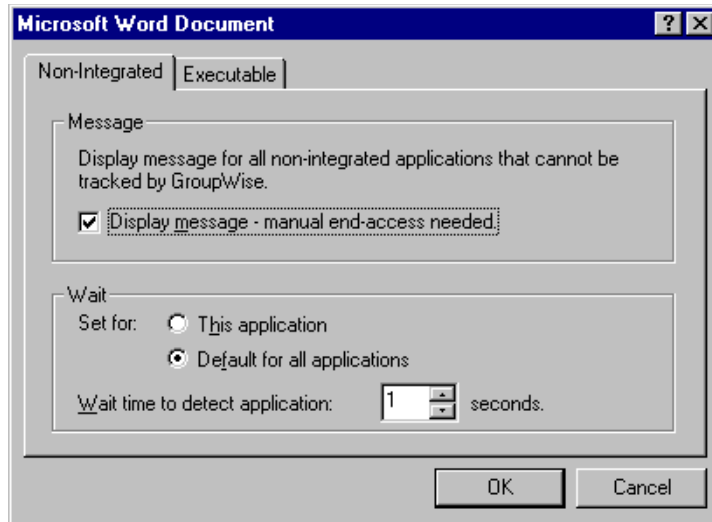 Microsoft Word Document
Non-Integrated
Executable
Message
Display message for all non-integrated applications that cannot be
tracked by GroupWise.
Display message - manual end-access needed.
Wait
Set for:
This application
Default for all applications
Wait time to detect application: 1 seconds.
OK
Cancel